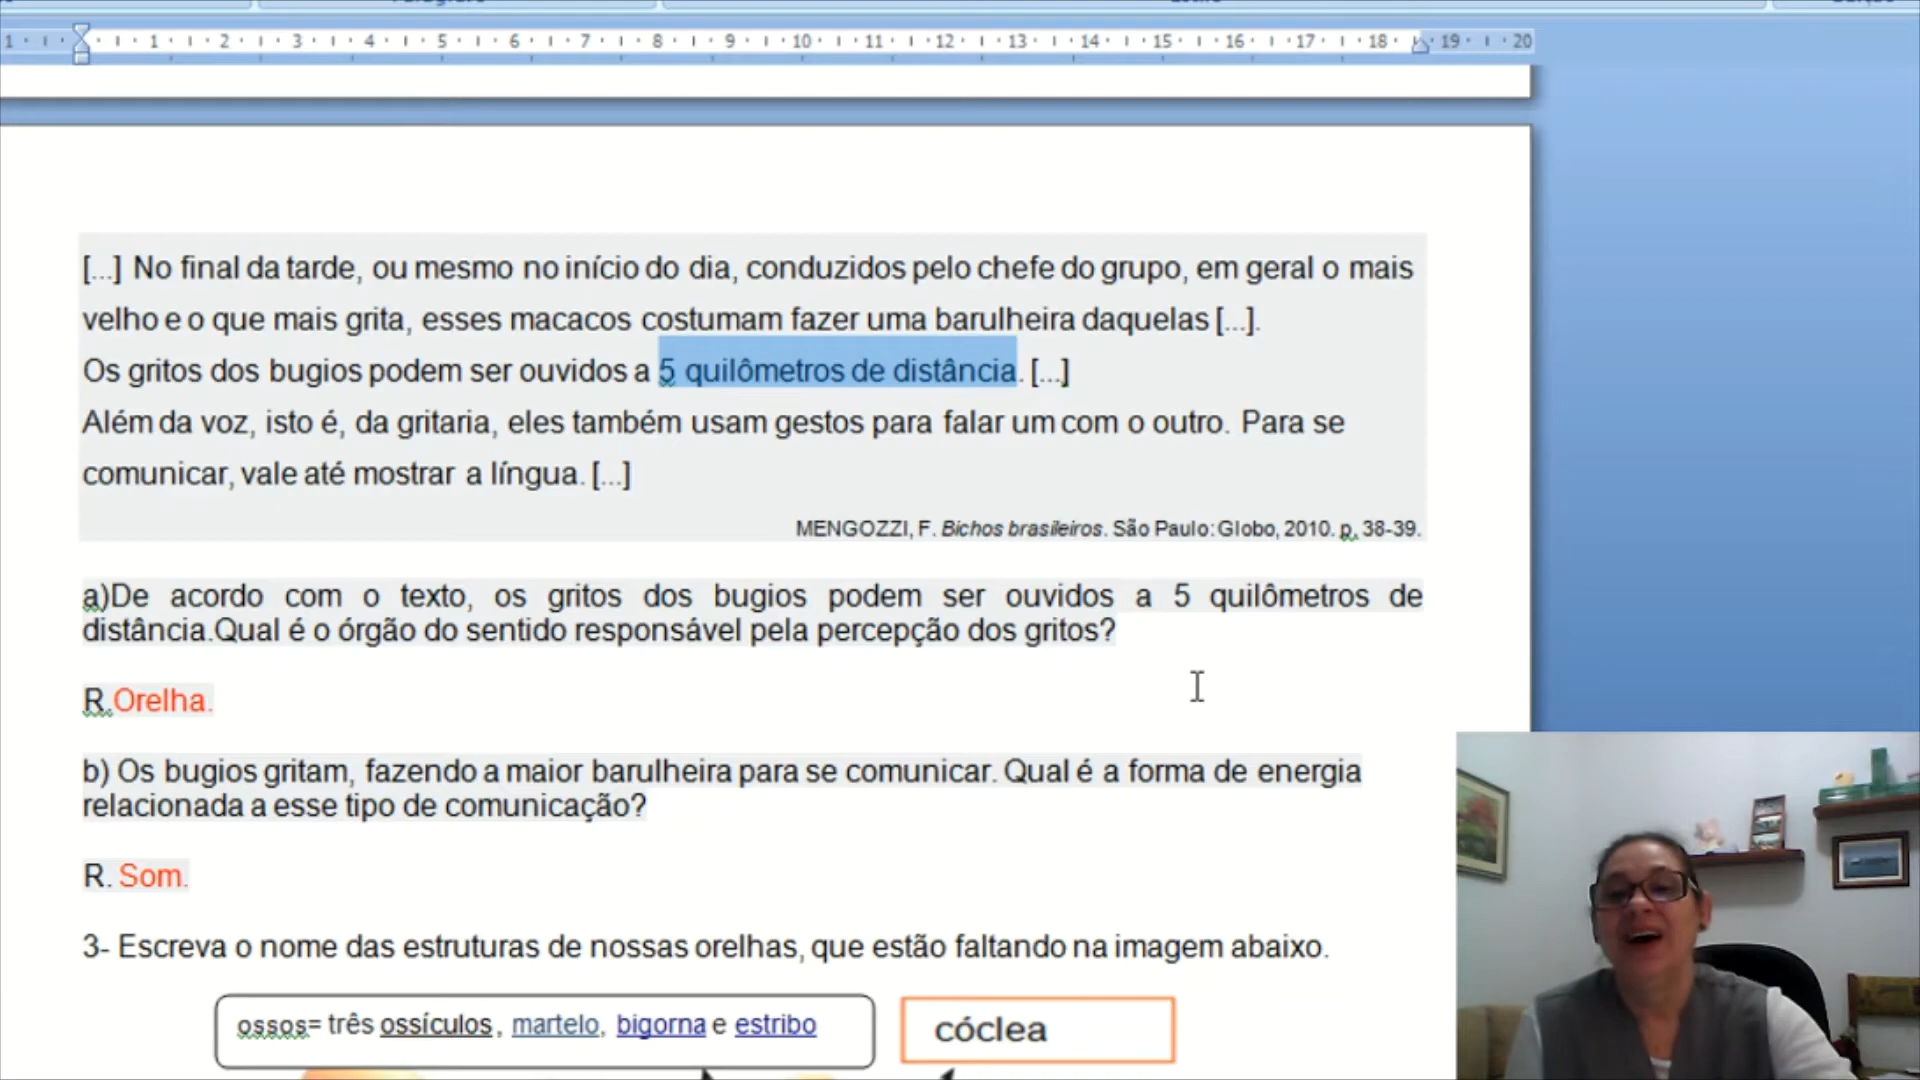 1 1 2 3 4 5 6 7 8 9 10 11 12 13 14 15 16 17 18 19 20
[...] No final da tarde, ou mesmo no início do dia, conduzidos pelo chefe do grupo, em geral o mais
velho e o que mais grita, esses macacos costumam fazer uma barulheira daquelas [...].
Os gritos dos bugios podem ser ouvidos a 5 quilômetros de distância. [...]
Além da voz, isto é, da gritaria, eles também usam gestos para falar um com o outro. Para se
comunicar, vale até mostrar a língua. [...]
MENGOZZI, F. Bichos brasileiros. São Paulo: Globo, 2010. p. 38-39.
a)De acordo com o texto, os gritos dos bugios podem ser ouvidos a 5 quilômetros de
distância.Qual é o órgão do sentido responsável pela percepção dos gritos?
R.Orelha.
b) Os bugios gritam, fazendo a maior barulheira para se comunicar. Qual é a forma de energia
relacionada a esse tipo de comunicação?
R. Som.
3- Escreva o nome das estruturas de nossas orelhas, que estão faltando na imagem abaixo.
ossos= três ossículos, martelo, bigorna e estribo
cóclea